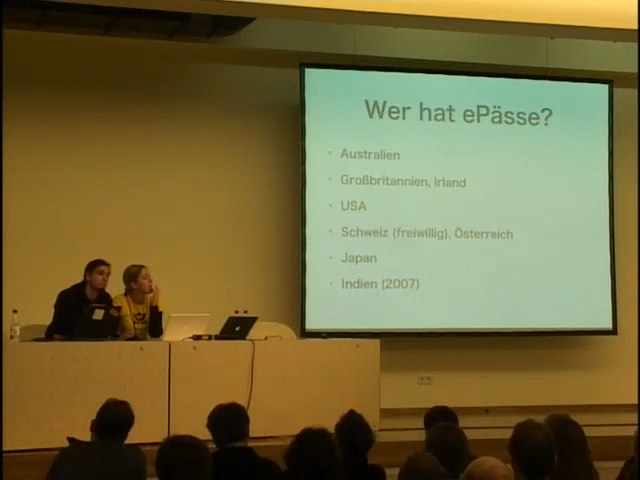 Wer hat ePässe?
Australien
Großbritannien, Irland
USA
Schweiz (freiwillig), Österreich
Japan
Indien (2007)